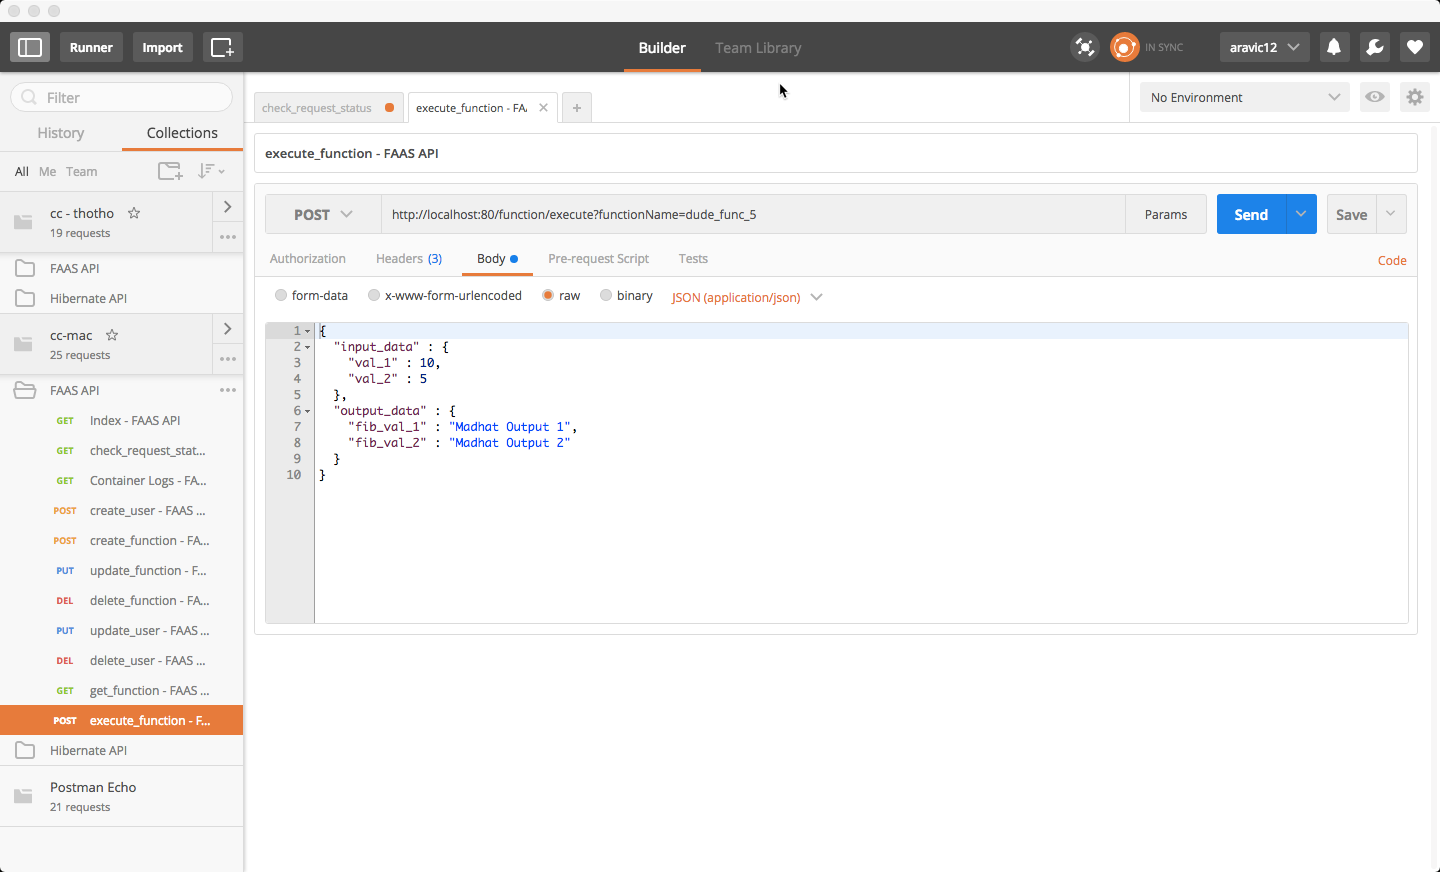 Runner
Import
Builder
Team Library
IN SYNC
aravic12
Filter
History
Collections
All Me Team
cc - thotho
19 requests
FAAS API
Hibernate API
cc-mac
25 requests
FAAS API
GET Index - FAAS API
GET check_request_stat...
GET Container Logs - FA...
POST create_user - FAAS ...
POST create_function - FA...
PUT update_function - F...
DEL delete_function - FA...
PUT update_user - FAAS ...
DEL delete_user - FAAS ...
GET get_function - FAAS ...
POST execute_function - F...
Hibernate API
Postman Echo
21 requests
check_request_status
execute_function - FA
No Environment
execute_function - FAAS API
POST
http://localhost:80/function/execute?functionName=dude_func_5
Params
Send
Save
Authorization
Headers (3)
Body
Pre-request Script
Tests
Code
form-data
x-www-form-urlencoded
raw
binary
JSON (application/json)
1 {
2 "input_data" : {
3 "val_1" : 10,
4 "val_2" : 5
5 },
6 "output_data" : {
7 "fib_val_1" : "Madhat Output 1",
8 "fib_val_2" : "Madhat Output 2"
9 }
10 }